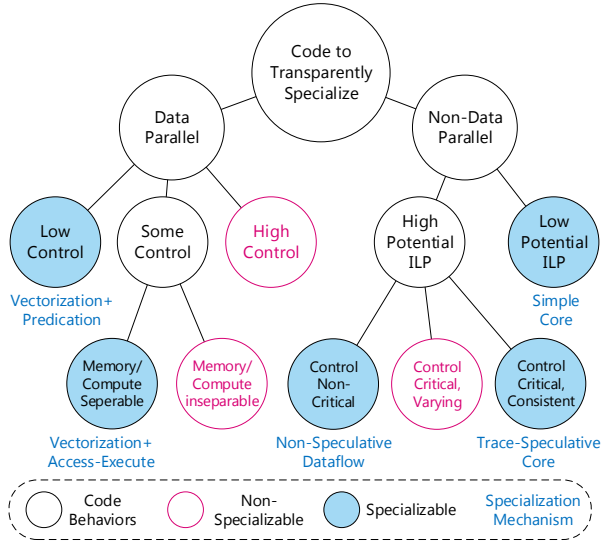 Code to
Transparently
Specialize
Data
Parallel
Non-Data
Parallel
Low
Control
Some
Control
High
Control
High
Potential
ILP
Low
Potential
ILP
Vectorization+
Predication
Simple
Core
Memory/
Compute
Seperable
Memory/
Compute
inseparable
Control
Non-
Critical
Control
Critical,
Varying
Control
Critical,
Consistent
Vectorization+
Access-Execute
Non-Speculative
Dataflow
Trace-Speculative
Core
Code
Behaviors
Non-
Specializable
Specializable
Specialization
Mechanism